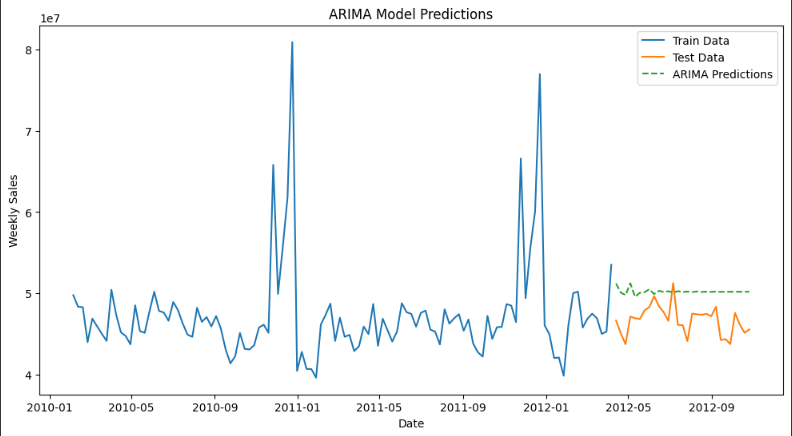 ARIMA Model Predictions
1e7
Train Data
Test Data
ARIMA Predictions
8
7
6
5
4
Weekly Sales
2010-01 2010-05 2010-09 2011-01 2011-05 2011-09 2012-01 2012-05 2012-09
Date